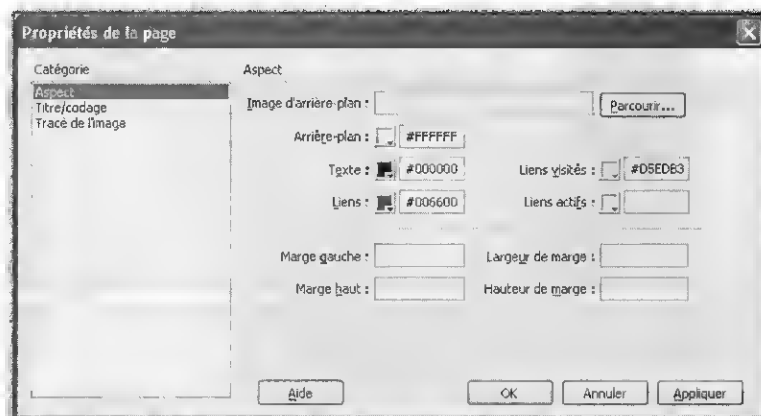 Propriétés de la page
Catégorie
Aspect
Titre/codage
Tracé de l'image
Aspect
Image d'arrière-plan : Parcourir...
Arrière-plan : #FFFFFF
Texte : #000000 Liens visités : #D5EDB3
Liens : #006600 Liens actifs :
Marge gauche : Largeur de marge :
Marge haut : Hauteur de marge :
Aide OK Annuler Appliquer